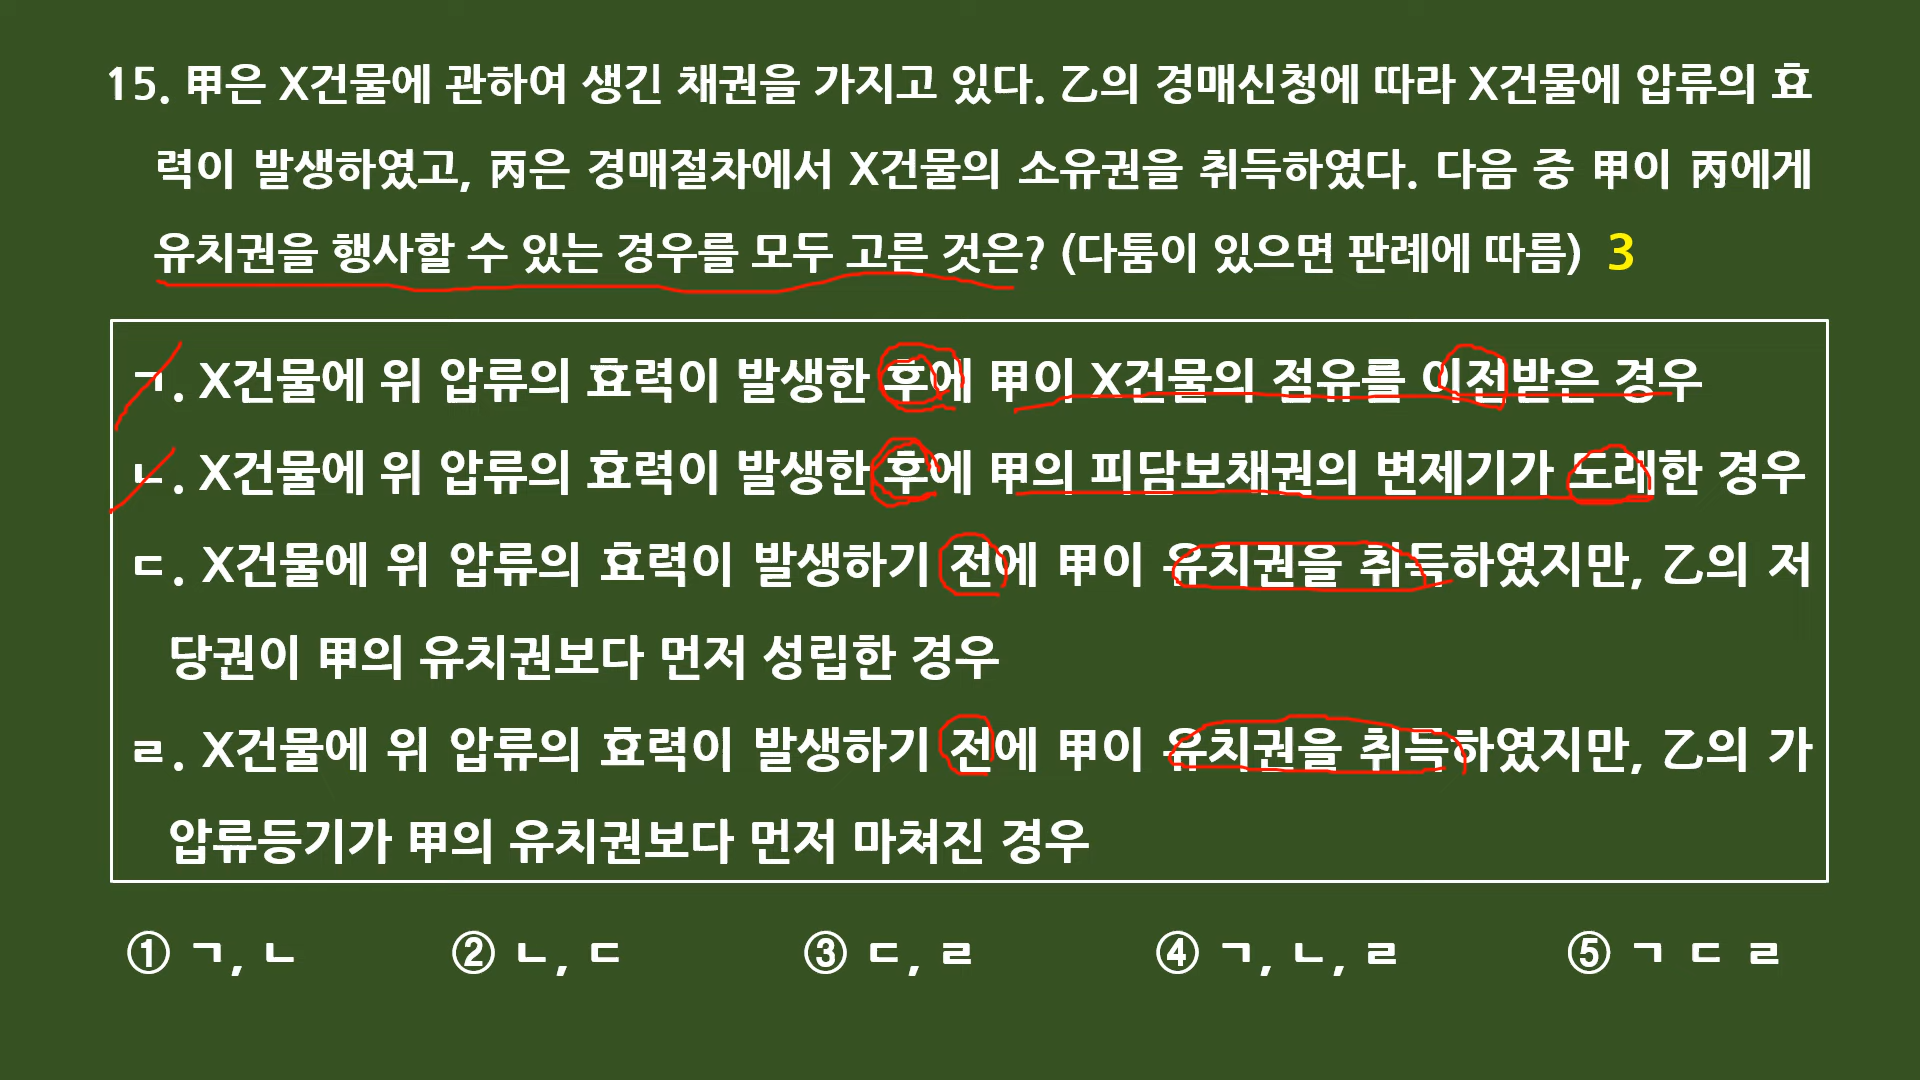 15. 甲은 X건물에 관하여 생긴 채권을 가지고 있다. 乙의 경매신청에 따라 X건물에 압류의 효
력이 발생하였고, 丙은 경매절차에서 X건물의 소유권을 취득하였다. 다음 중 甲이 丙에게
유치권을 행사할 수 있는 경우를 모두 고른 것은? (다툼이 있으면 판례에 따름) 3
ㄱ. X건물에 위 압류의 효력이 발생한 후에 甲이 X건물의 점유를 이전받은 경우
ㄴ. X건물에 위 압류의 효력이 발생한 후에 甲의 피담보채권의 변제기가 도래한 경우
ㄷ. X건물에 위 압류의 효력이 발생하기 전에 甲이 유치권을 취득하였지만, 乙의 저
당권이 甲의 유치권보다 먼저 성립한 경우
ㄹ. X건물에 위 압류의 효력이 발생하기 전에 甲이 유치권을 취득하였지만, 乙의 가
압류등기가 甲의 유치권보다 먼저 마쳐진 경우
① ㄱ, ㄴ ② ㄴ, ㄷ ③ ㄷ, ㄹ ④ ㄱ, ㄴ, ㄹ ⑤ ㄱ ㄷ ㄹ